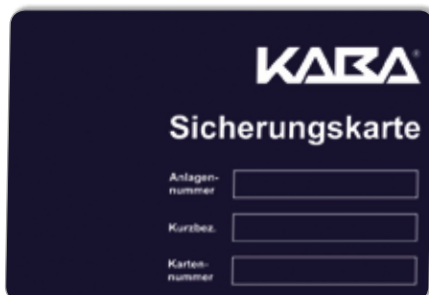 KABA®
Sicherungskarte
Anlagen-
nummer
Kurzbez.
Karten-
nummer